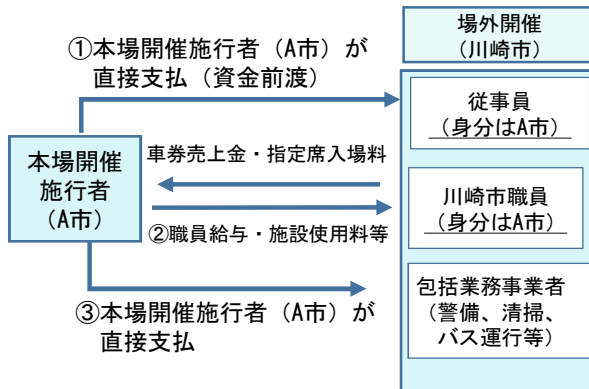 場外開催
（川崎市）
①本場開催施行者（A市）が
直接支払（資金前渡）
従事員
（身分はA市）
本場開催
施行者
（A市）
車券売上金・指定席入場料
川崎市職員
（身分はA市）
②職員給与・施設使用料等
③本場開催施行者（A市）が
直接支払
包括業務事業者
（警備、清掃、
バス運行等）